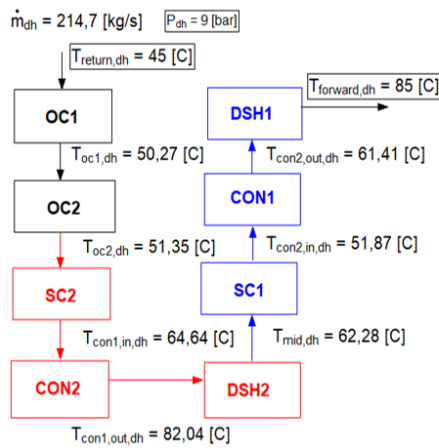 ṁdh = 214,7 [kg/s]
Pdh = 9 [bar]
Treturn,dh = 45 [C]
Tforward,dh = 85 [C]
OC1
DSH1
Toc1,dh = 50,27 [C]
Tcon2,out,dh = 61,41 [C]
OC2
CON1
Toc2,dh = 51,35 [C]
Tcon2,in,dh = 51,87 [C]
SC2
SC1
Tcon1,in,dh = 64,64 [C]
Tmid,dh = 62,28 [C]
CON2
DSH2
Tcon1,out,dh = 82,04 [C]